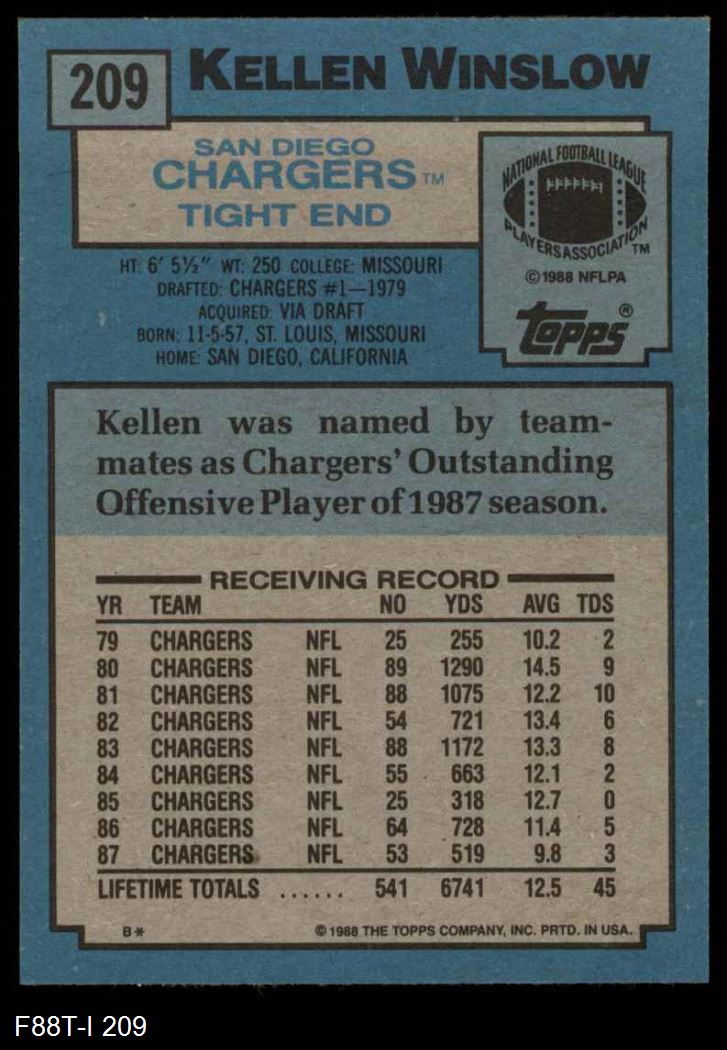 209
KELLEN WINSLOW
SAN DIEGO
CHARGERS™
TIGHT END
NATIONAL FOOTBALL LEAGUE
PLAYERS ASSOCIATION™
©1988 NFLPA
topps®
HT: 6' 5½" WT: 250 COLLEGE: MISSOURI
DRAFTED: CHARGERS #1—1979
ACQUIRED: VIA DRAFT
BORN: 11-5-57, ST. LOUIS, MISSOURI
HOME: SAN DIEGO, CALIFORNIA
Kellen was named by team-
mates as Chargers' Outstanding
Offensive Player of 1987 season.
RECEIVING RECORD
YR TEAM NO YDS AVG TDS
79 CHARGERS NFL 25 255 10.2 2
80 CHARGERS NFL 89 1290 14.5 9
81 CHARGERS NFL 88 1075 12.2 10
82 CHARGERS NFL 54 721 13.4 6
83 CHARGERS NFL 88 1172 13.3 8
84 CHARGERS NFL 55 663 12.1 2
85 CHARGERS NFL 25 318 12.7 0
86 CHARGERS NFL 64 728 11.4 5
87 CHARGERS NFL 53 519 9.8 3
LIFETIME TOTALS ...... 541 6741 12.5 45
B* © 1988 THE TOPPS COMPANY, INC. PRTD. IN USA.
F88T-I 209